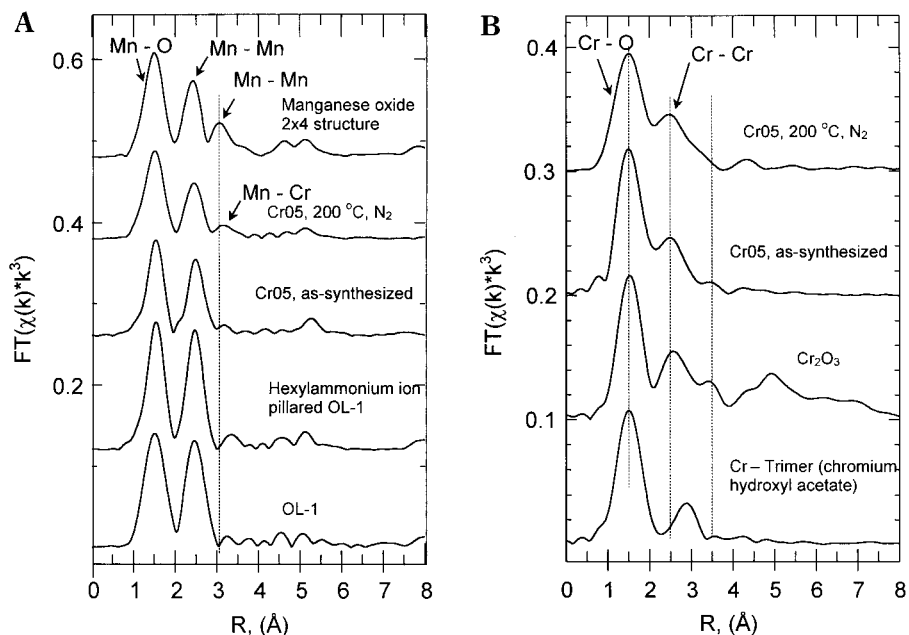 A
Mn - O
Mn - Mn
Mn - Mn
Manganese oxide
2x4 structure
Mn - Cr
Cr05, 200 °C, N₂
Cr05, as-synthesized
Hexylammonium ion
pillared OL-1
OL-1
0.6
0.4
0.2
FT(χ(k)*k³)
0 1 2 3 4 5 6 7 8
R, (Å)
B
Cr - O
Cr - Cr
Cr05, 200 °C, N₂
Cr05, as-synthesized
Cr₂O₃
Cr – Trimer (chromium
hydroxyl acetate)
0.4
0.3
0.2
0.1
FT(χ(k)*k³)
0 1 2 3 4 5 6 7 8
R, (Å)